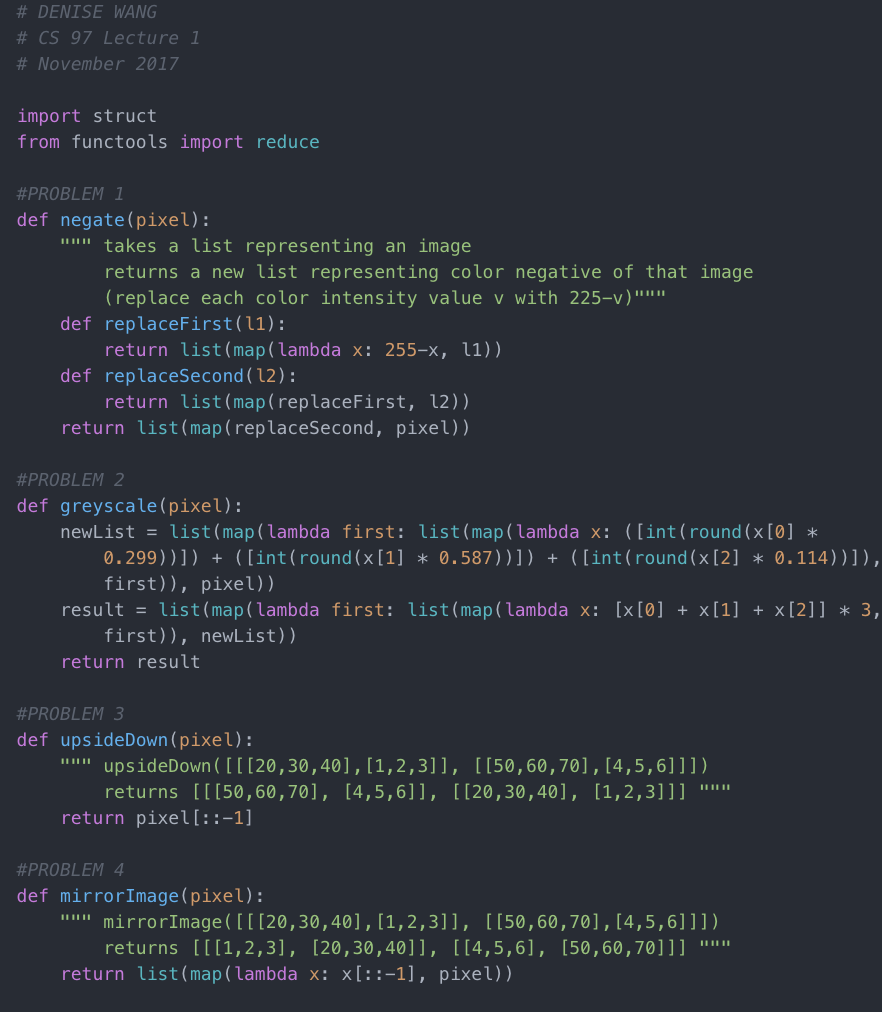 # DENISE WANG
# CS 97 Lecture 1
# November 2017

import struct
from functools import reduce

#PROBLEM 1
def negate(pixel):
    """ takes a list representing an image
        returns a new list representing color negative of that image
        (replace each color intensity value v with 225-v)"""
    def replaceFirst(l1):
        return list(map(lambda x: 255-x, l1))
    def replaceSecond(l2):
        return list(map(replaceFirst, l2))
    return list(map(replaceSecond, pixel))

#PROBLEM 2
def greyscale(pixel):
    newList = list(map(lambda first: list(map(lambda x: ([int(round(x[0] *
        0.299))]) + ([int(round(x[1] * 0.587))]) + ([int(round(x[2] * 0.114))]),
        first)), pixel))
    result = list(map(lambda first: list(map(lambda x: [x[0] + x[1] + x[2]] * 3,
        first)), newList))
    return result

#PROBLEM 3
def upsideDown(pixel):
    """ upsideDown([[[20,30,40],[1,2,3]], [[50,60,70],[4,5,6]]])
        returns [[[50,60,70], [4,5,6]], [[20,30,40], [1,2,3]]] """
    return pixel[::-1]

#PROBLEM 4
def mirrorImage(pixel):
    """ mirrorImage([[[20,30,40],[1,2,3]], [[50,60,70],[4,5,6]]])
        returns [[[1,2,3], [20,30,40]], [[4,5,6], [50,60,70]]] """
    return list(map(lambda x: x[::-1], pixel))